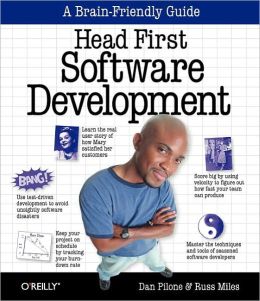 A Brain-Friendly Guide
Head First
Software
Development
Learn the real
user story of
how Mary
satisfied her
customers
BANG!
Use test-driven
development to avoid
unsightly software
disasters
Score big by using
velocity to figure out
how fast your team can
produce
Keep your
project on
schedule by
tracking your
burn-down
rate
Master the techniques
and tools of seasoned
software developers
O'REILLY®
Dan Pilone & Russ Miles